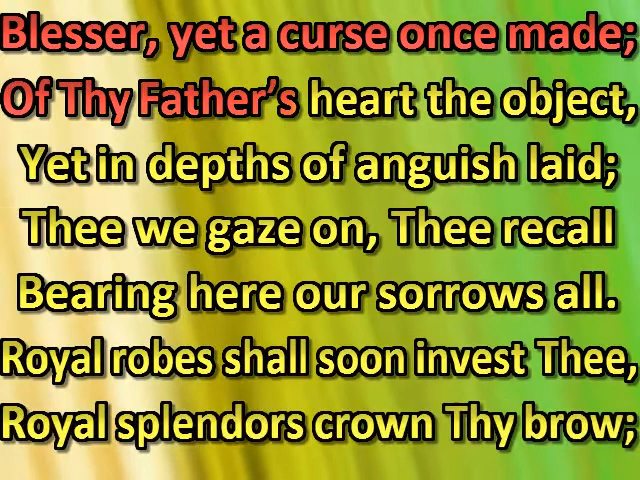 Blesser, yet a curse once made;
Of Thy Father's heart the object,
Yet in depths of anguish laid;
Thee we gaze on, Thee recall
Bearing here our sorrows all.
Royal robes shall soon invest Thee,
Royal splendors crown Thy brow;